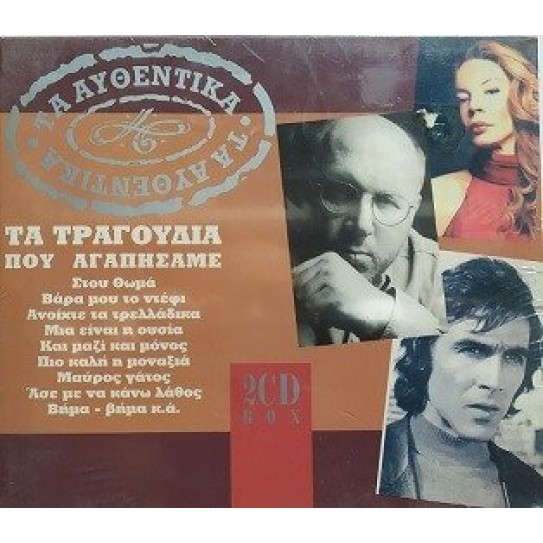 ΤΑ ΑΥΘΕΝΤΙΚΑ · ΤΑ ΑΥΘΕΝΤΙΚΑ ·
ΤΑ ΤΡΑΓΟΥΔΙΑ
ΠΟΥ ΑΓΑΠΗΣΑΜΕ
Στου Θωμά
Βάρα μου το ντέφι
Ανοίχτε τα τρελλάδικα
Μια είναι η ουσία
Και μαζί και μόνος
Πιο καλή η μοναξιά
Μαύρος γάτος
Άσε με να κάνω λάθος
Βήμα - βήμα κ.ά.
2CD
BOX